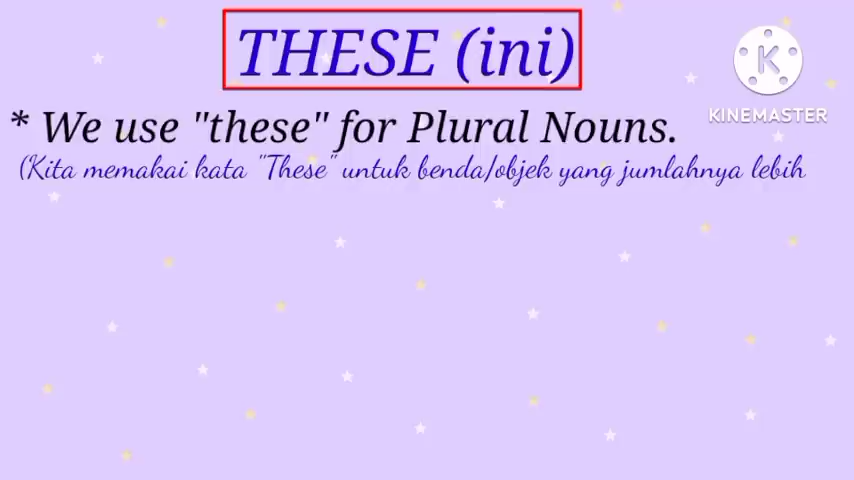 THESE (ini)
KINEMASTER
* We use "these" for Plural Nouns.
(Kita memakai kata "These" untuk benda/objek yang jumlahnya lebih